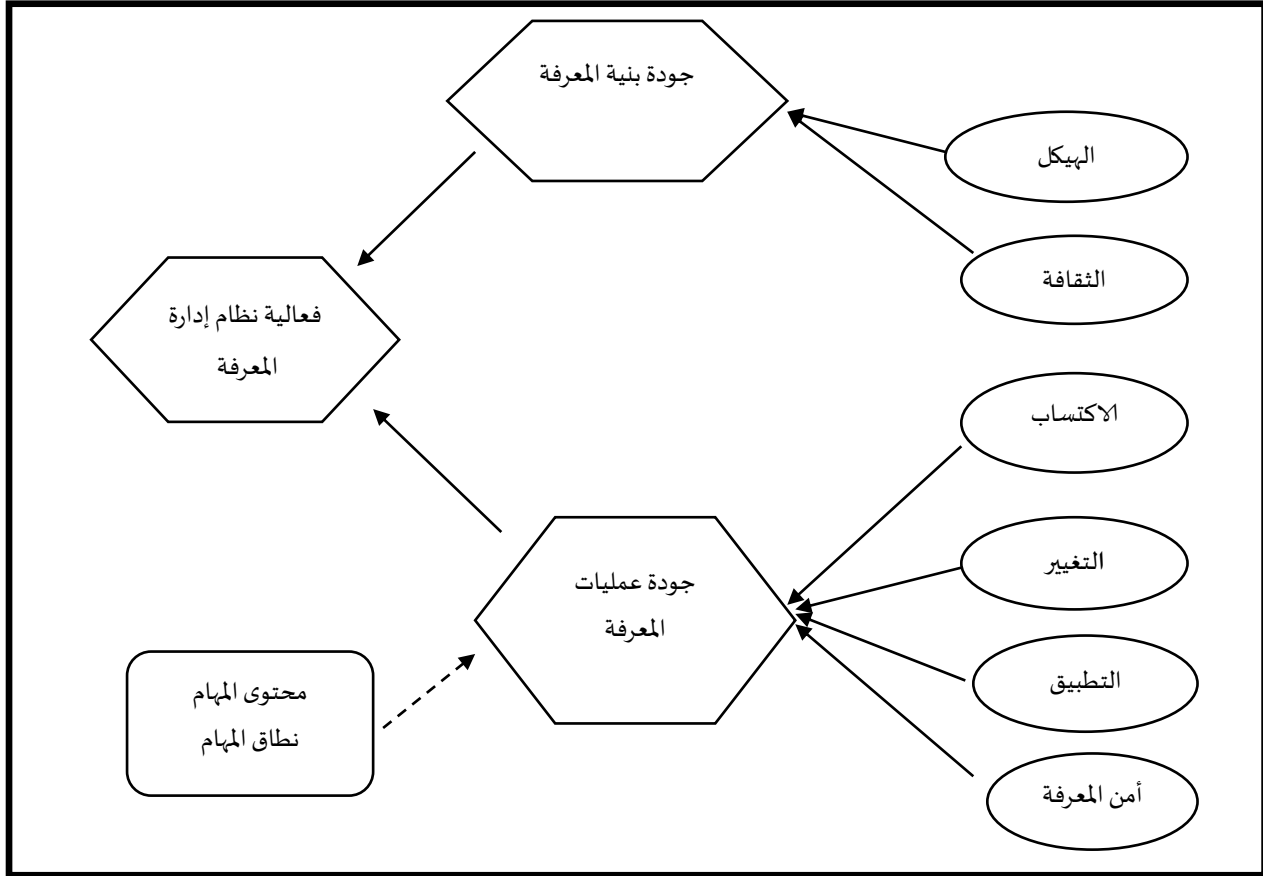 جودة بنية المعرفة
الهيكل
الثقافة
فعالية نظام إدارة
المعرفة
الاكتساب
التغيير
جودة عمليات
المعرفة
التطبيق
محتوى المهام
نطاق المهام
أمن المعرفة